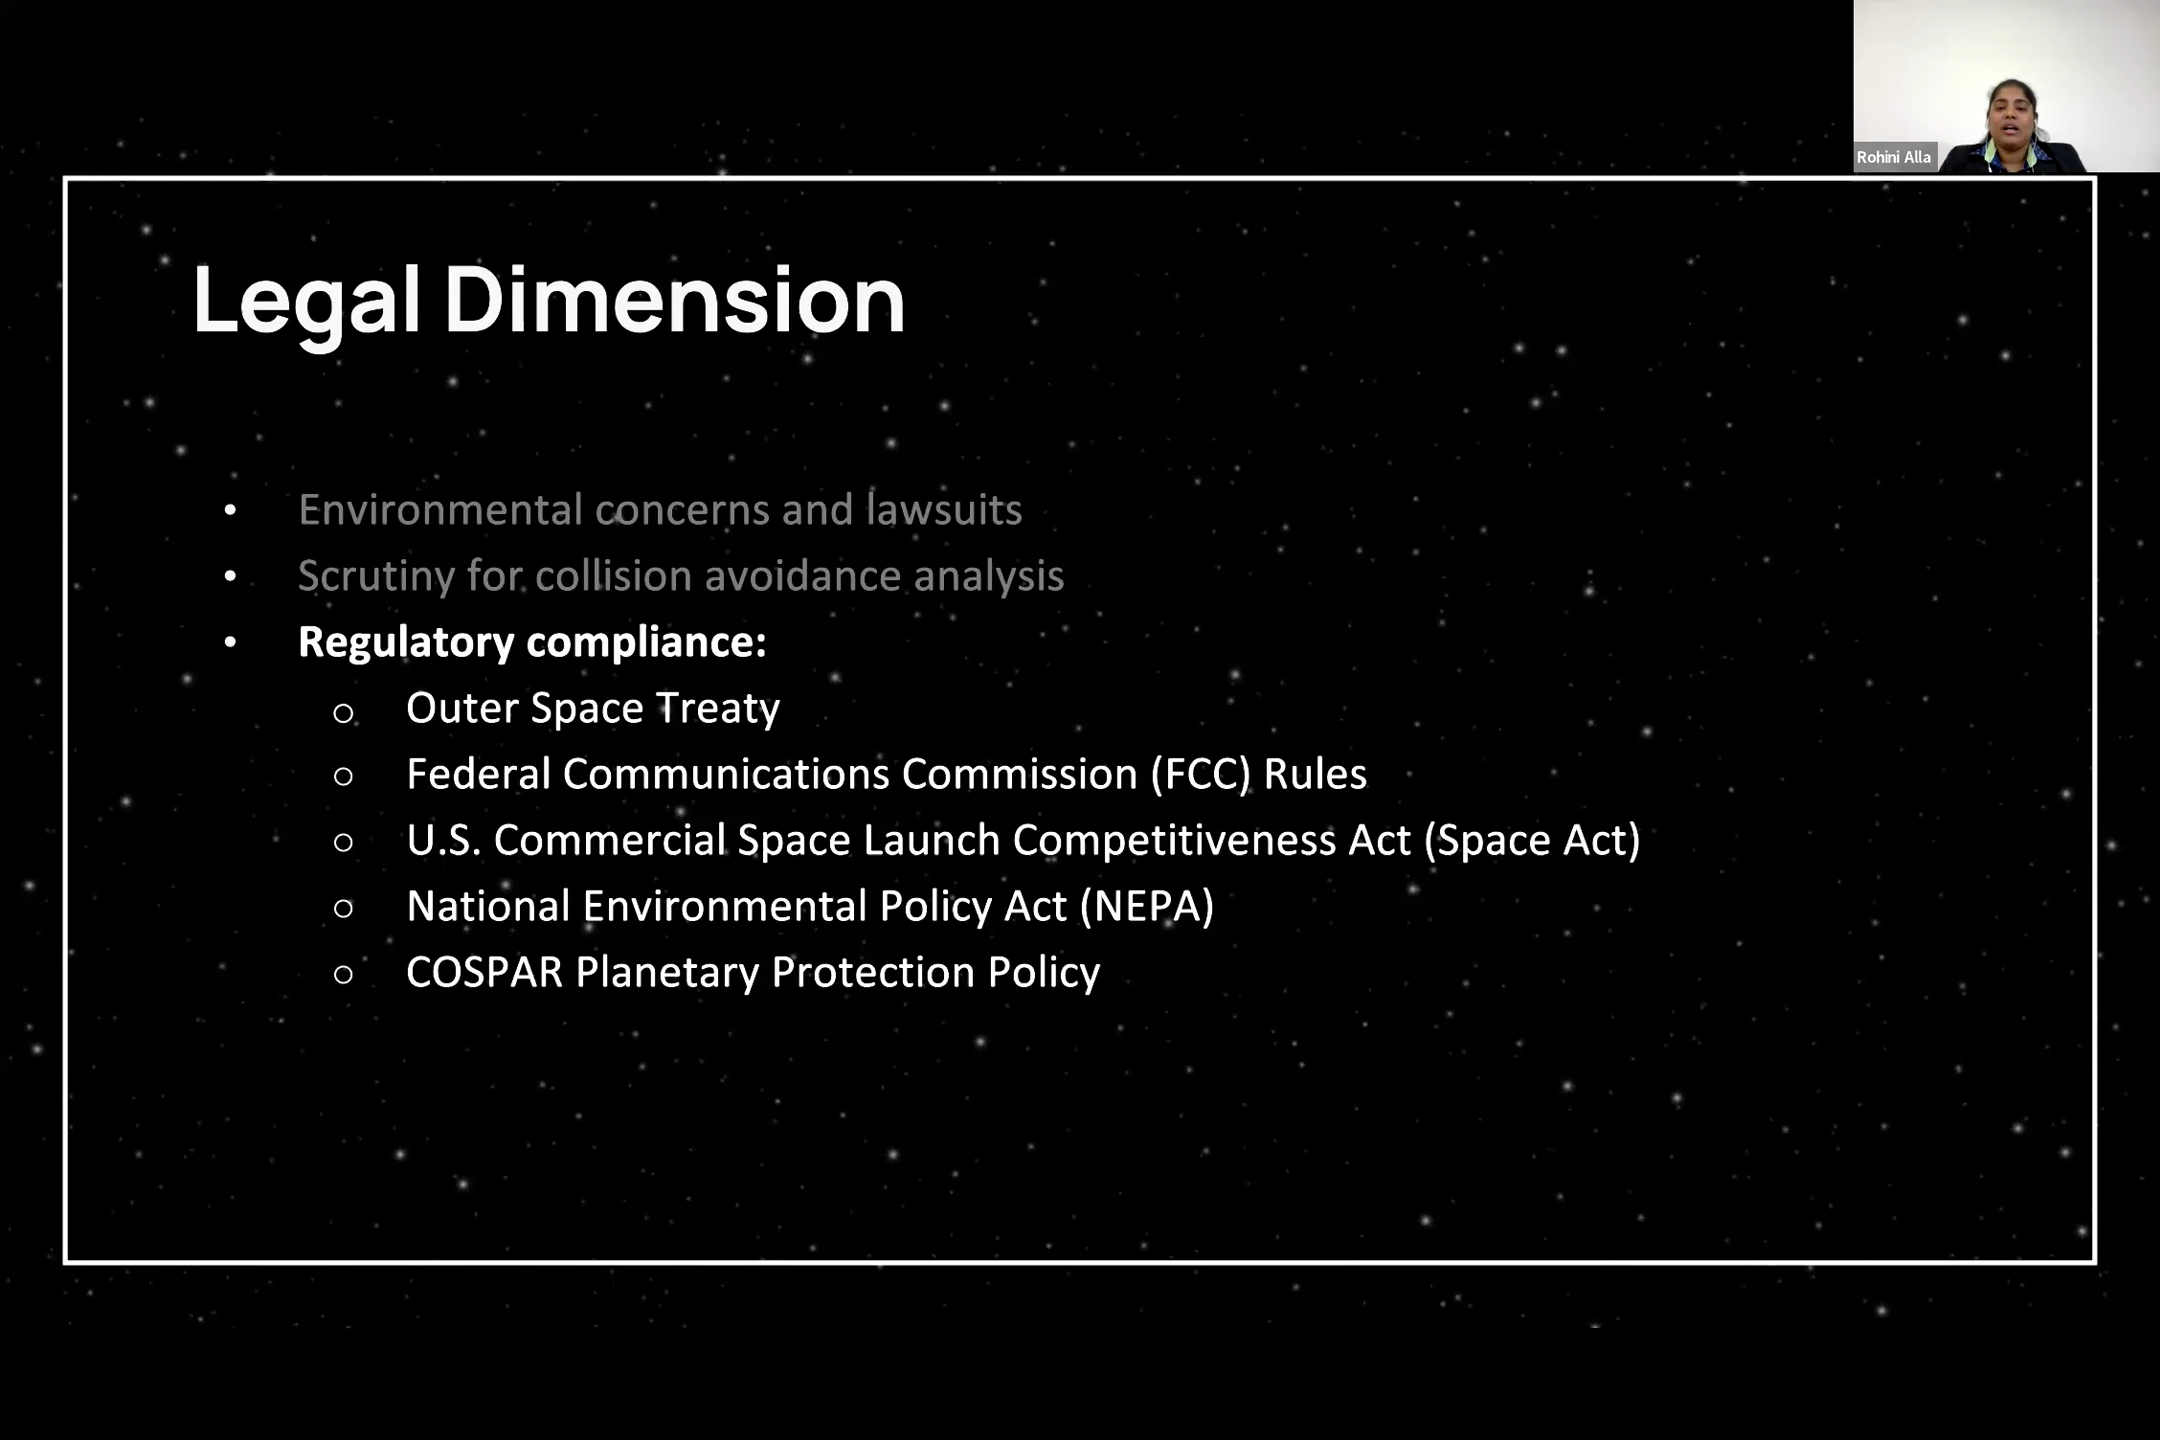 Rohini Alla
Legal Dimension
• Environmental concerns and lawsuits
• Scrutiny for collision avoidance analysis
• Regulatory compliance:
○ Outer Space Treaty
○ Federal Communications Commission (FCC) Rules
○ U.S. Commercial Space Launch Competitiveness Act (Space Act)
○ National Environmental Policy Act (NEPA)
○ COSPAR Planetary Protection Policy